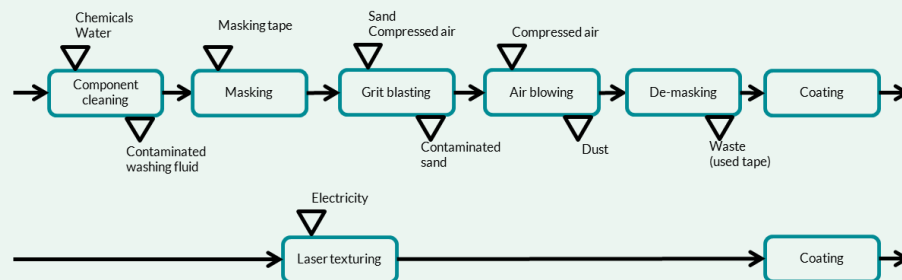 Chemicals
Water
Masking tape
Sand
Compressed air
Compressed air
Component
cleaning
Masking
Grit blasting
Air blowing
De-masking
Coating
Contaminated
washing fluid
Contaminated
sand
Dust
Waste
(used tape)
Electricity
Laser texturing
Coating